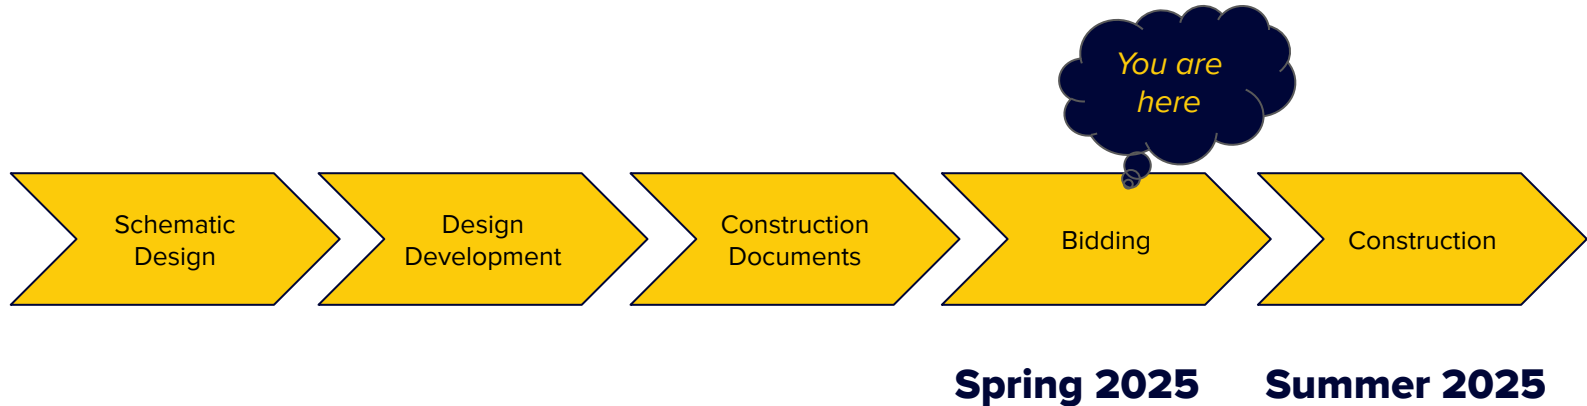 You are
here
Schematic
Design
Design
Development
Construction
Documents
Bidding
Construction
Spring 2025
Summer 2025